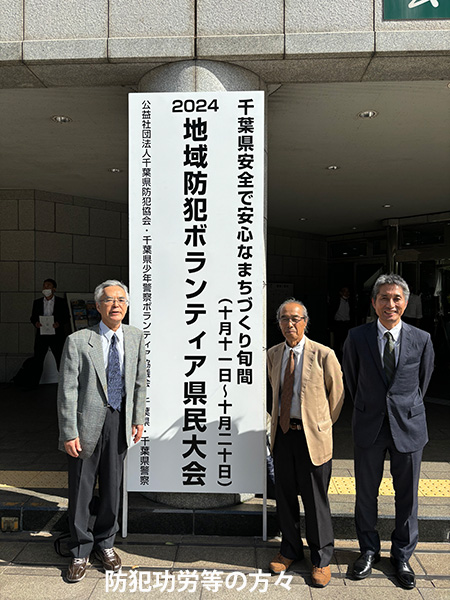 千葉県安全で安心なまちづくり旬間
(十月十一日～十月二十日)
2024
地域防犯ボランティア県民大会
公益社団法人千葉県防犯協会・千葉県少年警察ボランティア
千葉県警察
防犯功労等の方々